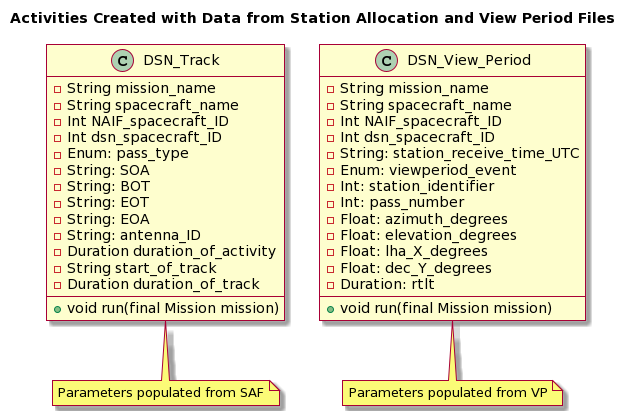 Activities Created with Data from Station Allocation and View Period Files
C DSN_Track
String mission_name
String spacecraft_name
Int NAIF_spacecraft_ID
Int dsn_spacecraft_ID
Enum: pass_type
String: SOA
String: BOT
String: EOT
String: EOA
String: antenna_ID
Duration duration_of_activity
String start_of_track
Duration duration_of_track
void run(final Mission mission)
Parameters populated from SAF
C DSN_View_Period
String mission_name
String spacecraft_name
Int NAIF_spacecraft_ID
Int dsn_spacecraft_ID
String: station_receive_time_UTC
Enum: viewperiod_event
Int: station_identifier
Int: pass_number
Float: azimuth_degrees
Float: elevation_degrees
Float: lha_X_degrees
Float: dec_Y_degrees
Duration: rtlt
void run(final Mission mission)
Parameters populated from VP